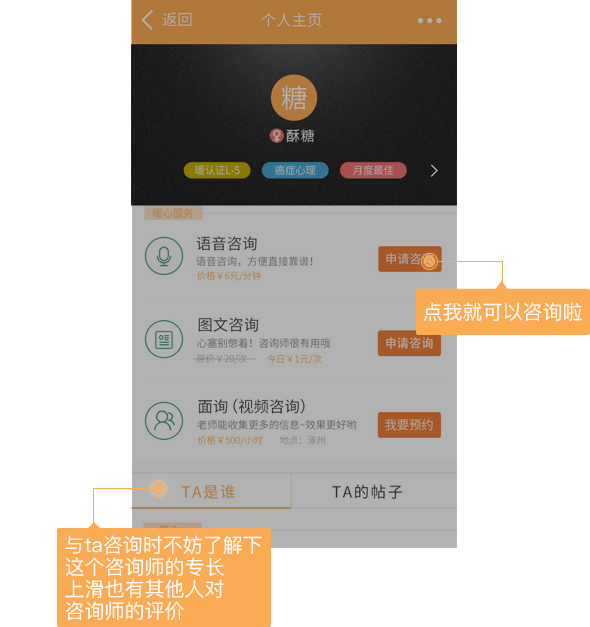 返回
个人主页
糖
酥糖
暖认证L-5
癌症心理
月度最佳
暖心服务
语音咨询
语音咨询，方便直接靠谱！
价格￥6元/分钟
申请咨询
点我就可以咨询啦
图文咨询
心塞别憋着！咨询师很有用哦
原价￥20/次
今日￥1元/次
申请咨询
面询（视频咨询）
老师能收集更多的信息~效果更好哟
价格￥500/小时
地点：涿州
我要预约
TA是谁
TA的帖子
与ta咨询时不妨了解下
这个咨询师的专长
上滑也有其他人对
咨询师的评价